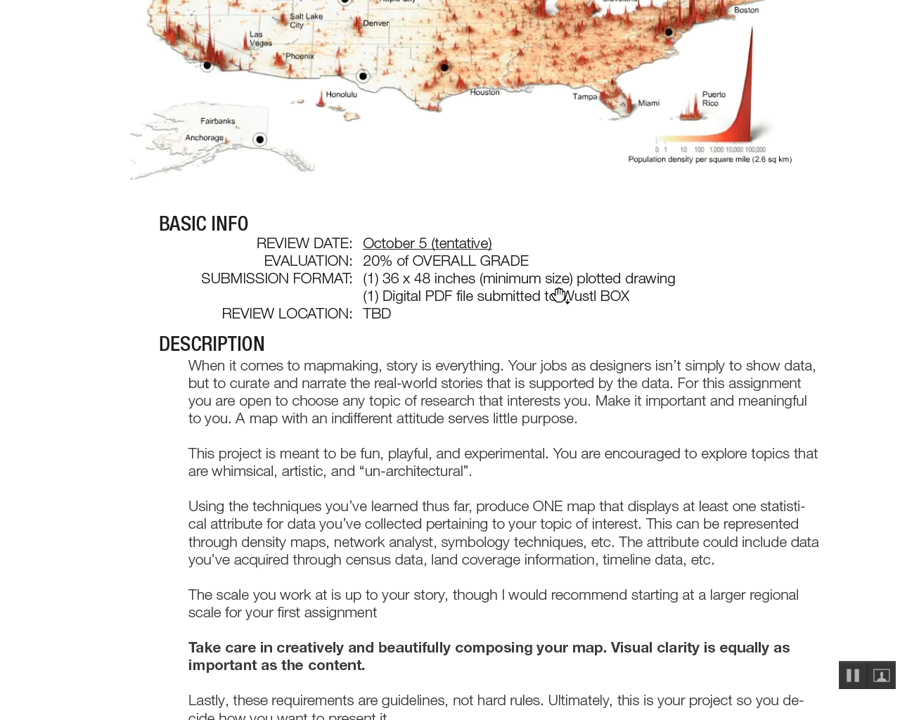 Boston
Salt Lake
City
Denver
Las
Vegas
Phoenix
Honolulu
Houston
Tampa
Miami
Puerto
Rico
Fairbanks
Anchorage
0 1 10 100 1,000 10,000 100,000
Population density per square mile (2.6 sq km)
BASIC INFO
REVIEW DATE: October 5 (tentative)
EVALUATION: 20% of OVERALL GRADE
SUBMISSION FORMAT: (1) 36 x 48 inches (minimum size) plotted drawing
(1) Digital PDF file submitted to Wustl BOX
REVIEW LOCATION: TBD
DESCRIPTION
When it comes to mapmaking, story is everything. Your jobs as designers isn’t simply to show data,
but to curate and narrate the real-world stories that is supported by the data. For this assignment
you are open to choose any topic of research that interests you. Make it important and meaningful
to you. A map with an indifferent attitude serves little purpose.
This project is meant to be fun, playful, and experimental. You are encouraged to explore topics that
are whimsical, artistic, and “un-architectural”.
Using the techniques you’ve learned thus far, produce ONE map that displays at least one statisti-
cal attribute for data you’ve collected pertaining to your topic of interest. This can be represented
through density maps, network analyst, symbology techniques, etc. The attribute could include data
you’ve acquired through census data, land coverage information, timeline data, etc.
The scale you work at is up to your story, though I would recommend starting at a larger regional
scale for your first assignment
Take care in creatively and beautifully composing your map. Visual clarity is equally as
important as the content.
Lastly, these requirements are guidelines, not hard rules. Ultimately, this is your project so you de-
cide how you want to present it.